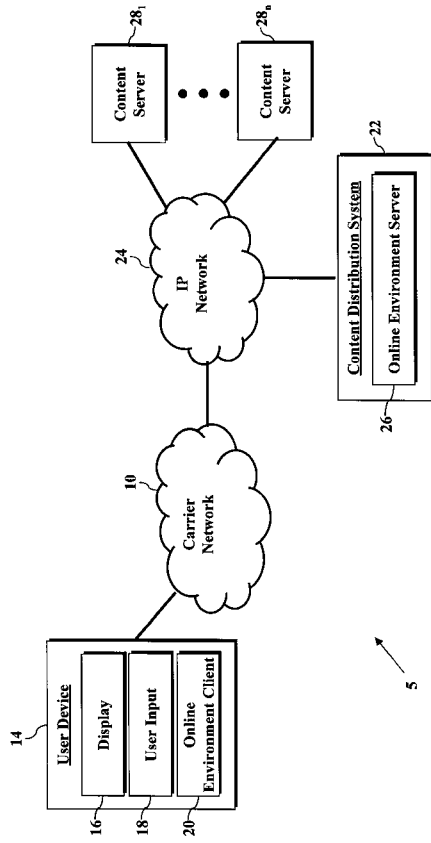 14
User Device
Display
User Input
Online
Environment Client
16
18
20
10
Carrier
Network
24
IP
Network
28₁
Content
Server
28ₙ
Content
Server
22
Content Distribution System
Online Environment Server
26
5